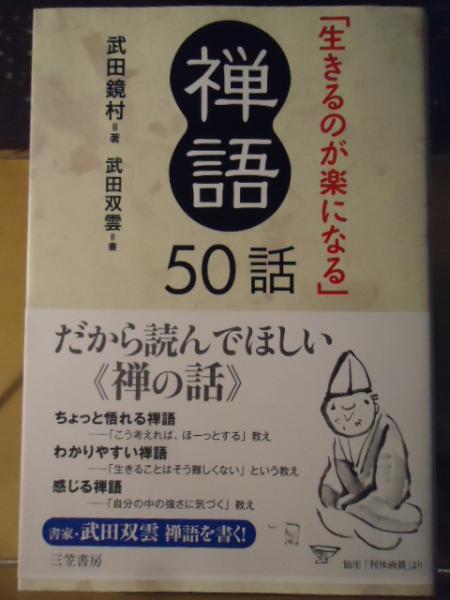 「生きるのが楽になる」
禅語
50話
武田鏡村=著
武田双雲=書
だから読んでほしい
《禅の話》
ちょっと悟れる禅語
——「こう考えれば、ほーっとする」教え
わかりやすい禅語
——「生きることはそう難しくない」という教え
感じる禅語
——「自分の中の強さに気づく」教え
書家・武田双雲 禅語を書く!
三笠書房
仙厓「利休画賛」より